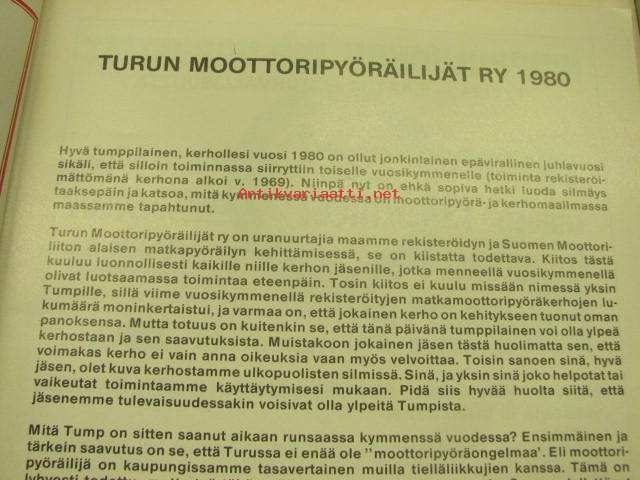 TURUN MOOTTORIPYÖRÄILIJÄT RY 1980
Hyvä tumppilainen, kerhollesi vuosi 1980 on ollut jonkinlainen epävirallinen juhlavuosi
sikäli, että silloin toiminnassa siirryttiin toiselle vuosikymmenelle (toiminta rekisteröi-
mättömänä kerhona alkoi v. 1969). Niinpä nyt on ehkä sopiva hetki luoda silmäys
taaksepäin ja katsoa, mitä kymmenessä vuodessa on moottoripyörä- ja kerhomaailmassa
maassamme tapahtunut.
Antikvariaatti.net
Turun Moottoripyöräilijät ry on uranuurtajia maamme rekisteröidyn ja Suomen Moottori-
liiton alaisen matkapyöräilyn kehittämisessä, se on kiistatta todettava. Kiitos tästä
kuuluu luonnollisesti kaikille niille kerhon jäsenille, jotka menneellä vuosikymmenellä
olivat luotsaamassa toimintaa eteenpäin. Tosin kiitos ei kuulu missään nimessä yksin
Tumpille, sillä viime vuosikymmenellä rekisteröityjen matkamoottoripyöräkerhojen lu-
kumäärä moninkertaistui, ja varmaa on, että jokainen kerho on kehitykseen tuonut oman
panoksensa. Mutta totuus on kuitenkin se, että tänä päivänä tumppilainen voi olla ylpeä
kerhostaan ja sen saavutuksista. Muistakoon jokainen jäsen tästä huolimatta sen, että
voimakas kerho ei vain anna oikeuksia vaan myös velvoittaa. Toisin sanoen sinä, hyvä
jäsen, olet kuva kerhostamme ulkopuolisten silmissä. Sinä, ja yksin sinä joko helpotat tai
vaikeutat toimintaamme käyttäytymisesi mukaan. Pidä siis hyvää huolta siitä, että
jäsenemme tulevaisuudessakin voisivat olla ylpeitä Tumpista.
Mitä Tump on sitten saanut aikaan runsaassa kymmenssä vuodessa? Ensimmäinen ja
tärkein saavutus on se, että Turussa ei enää ole "moottoripyöräongelmaa'. Eli moottori-
pyöräilijä on kaupungissamme tasavertainen muilla tielläliikkujien kanssa. Tämä on